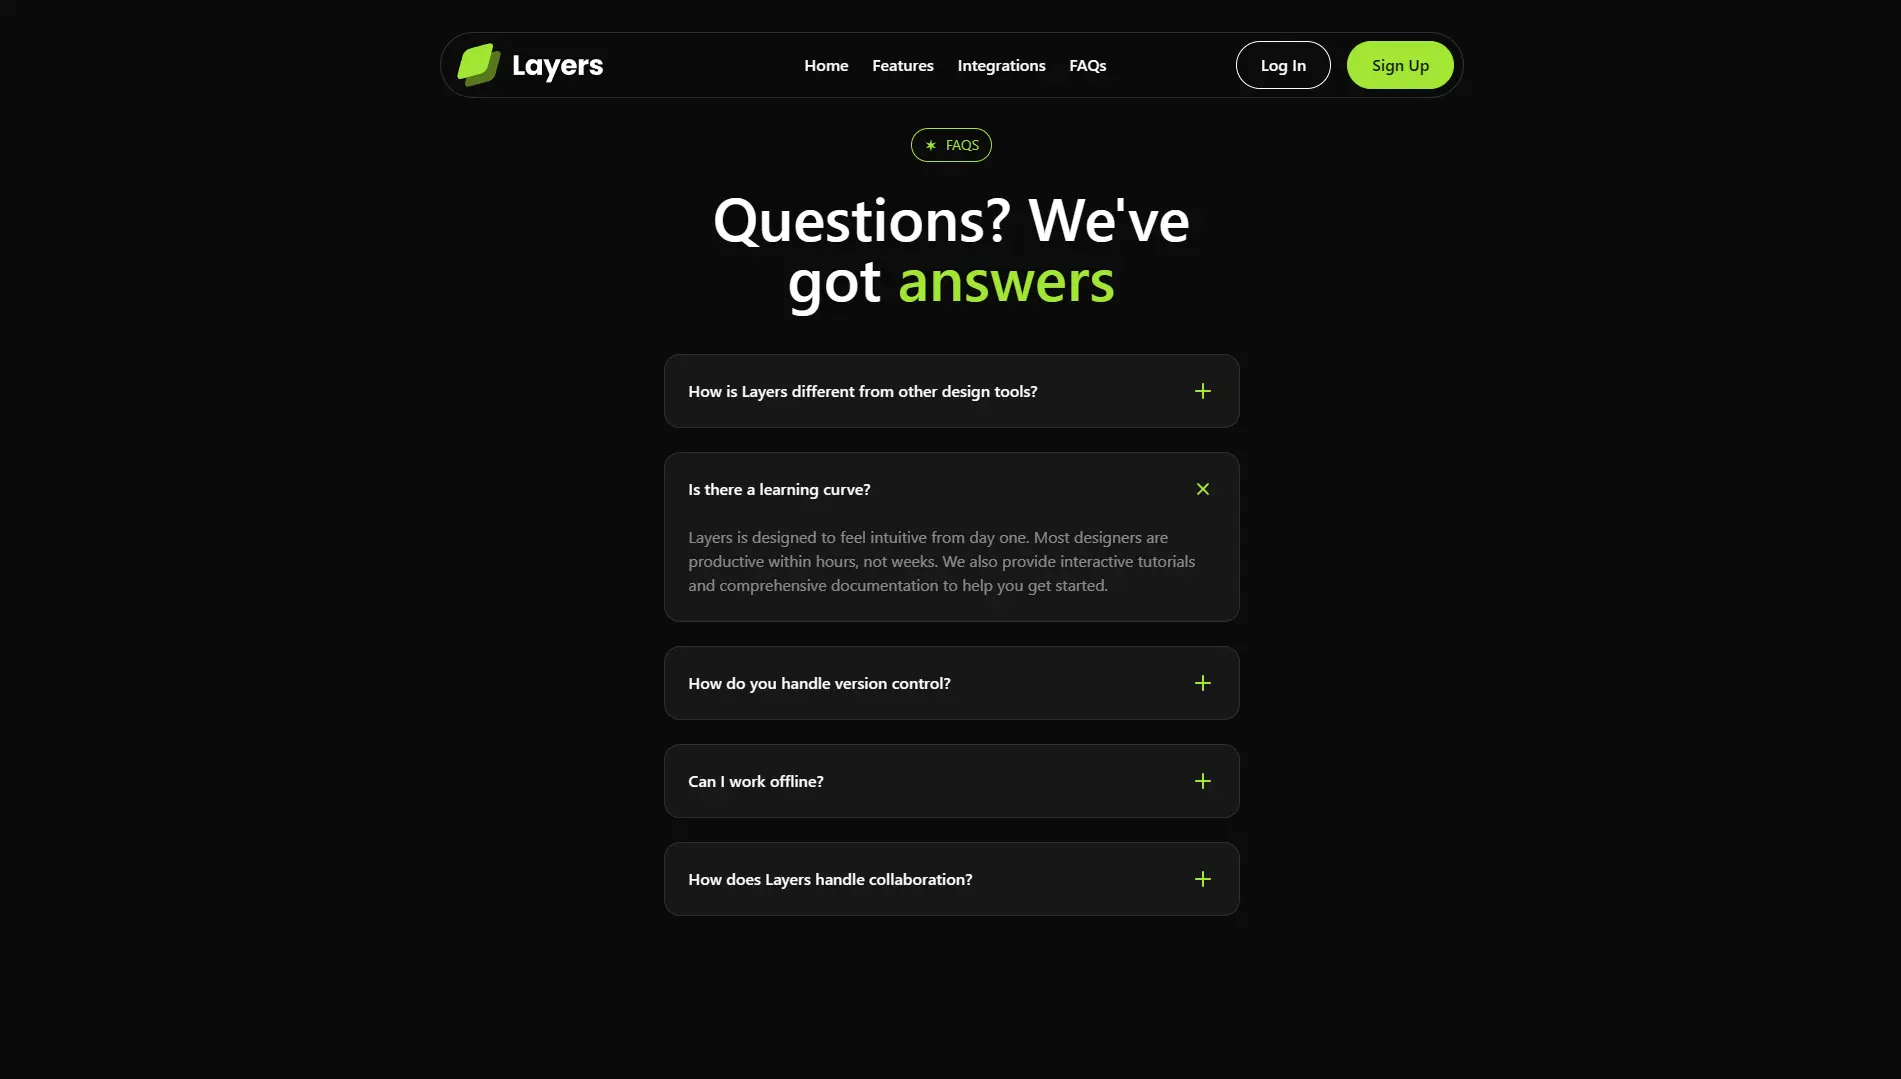 Layers
Home Features Integrations FAQs
Log In
Sign Up
FAQS
Questions? We've
got answers
How is Layers different from other design tools?
Is there a learning curve?
Layers is designed to feel intuitive from day one. Most designers are
productive within hours, not weeks. We also provide interactive tutorials
and comprehensive documentation to help you get started.
How do you handle version control?
Can I work offline?
How does Layers handle collaboration?